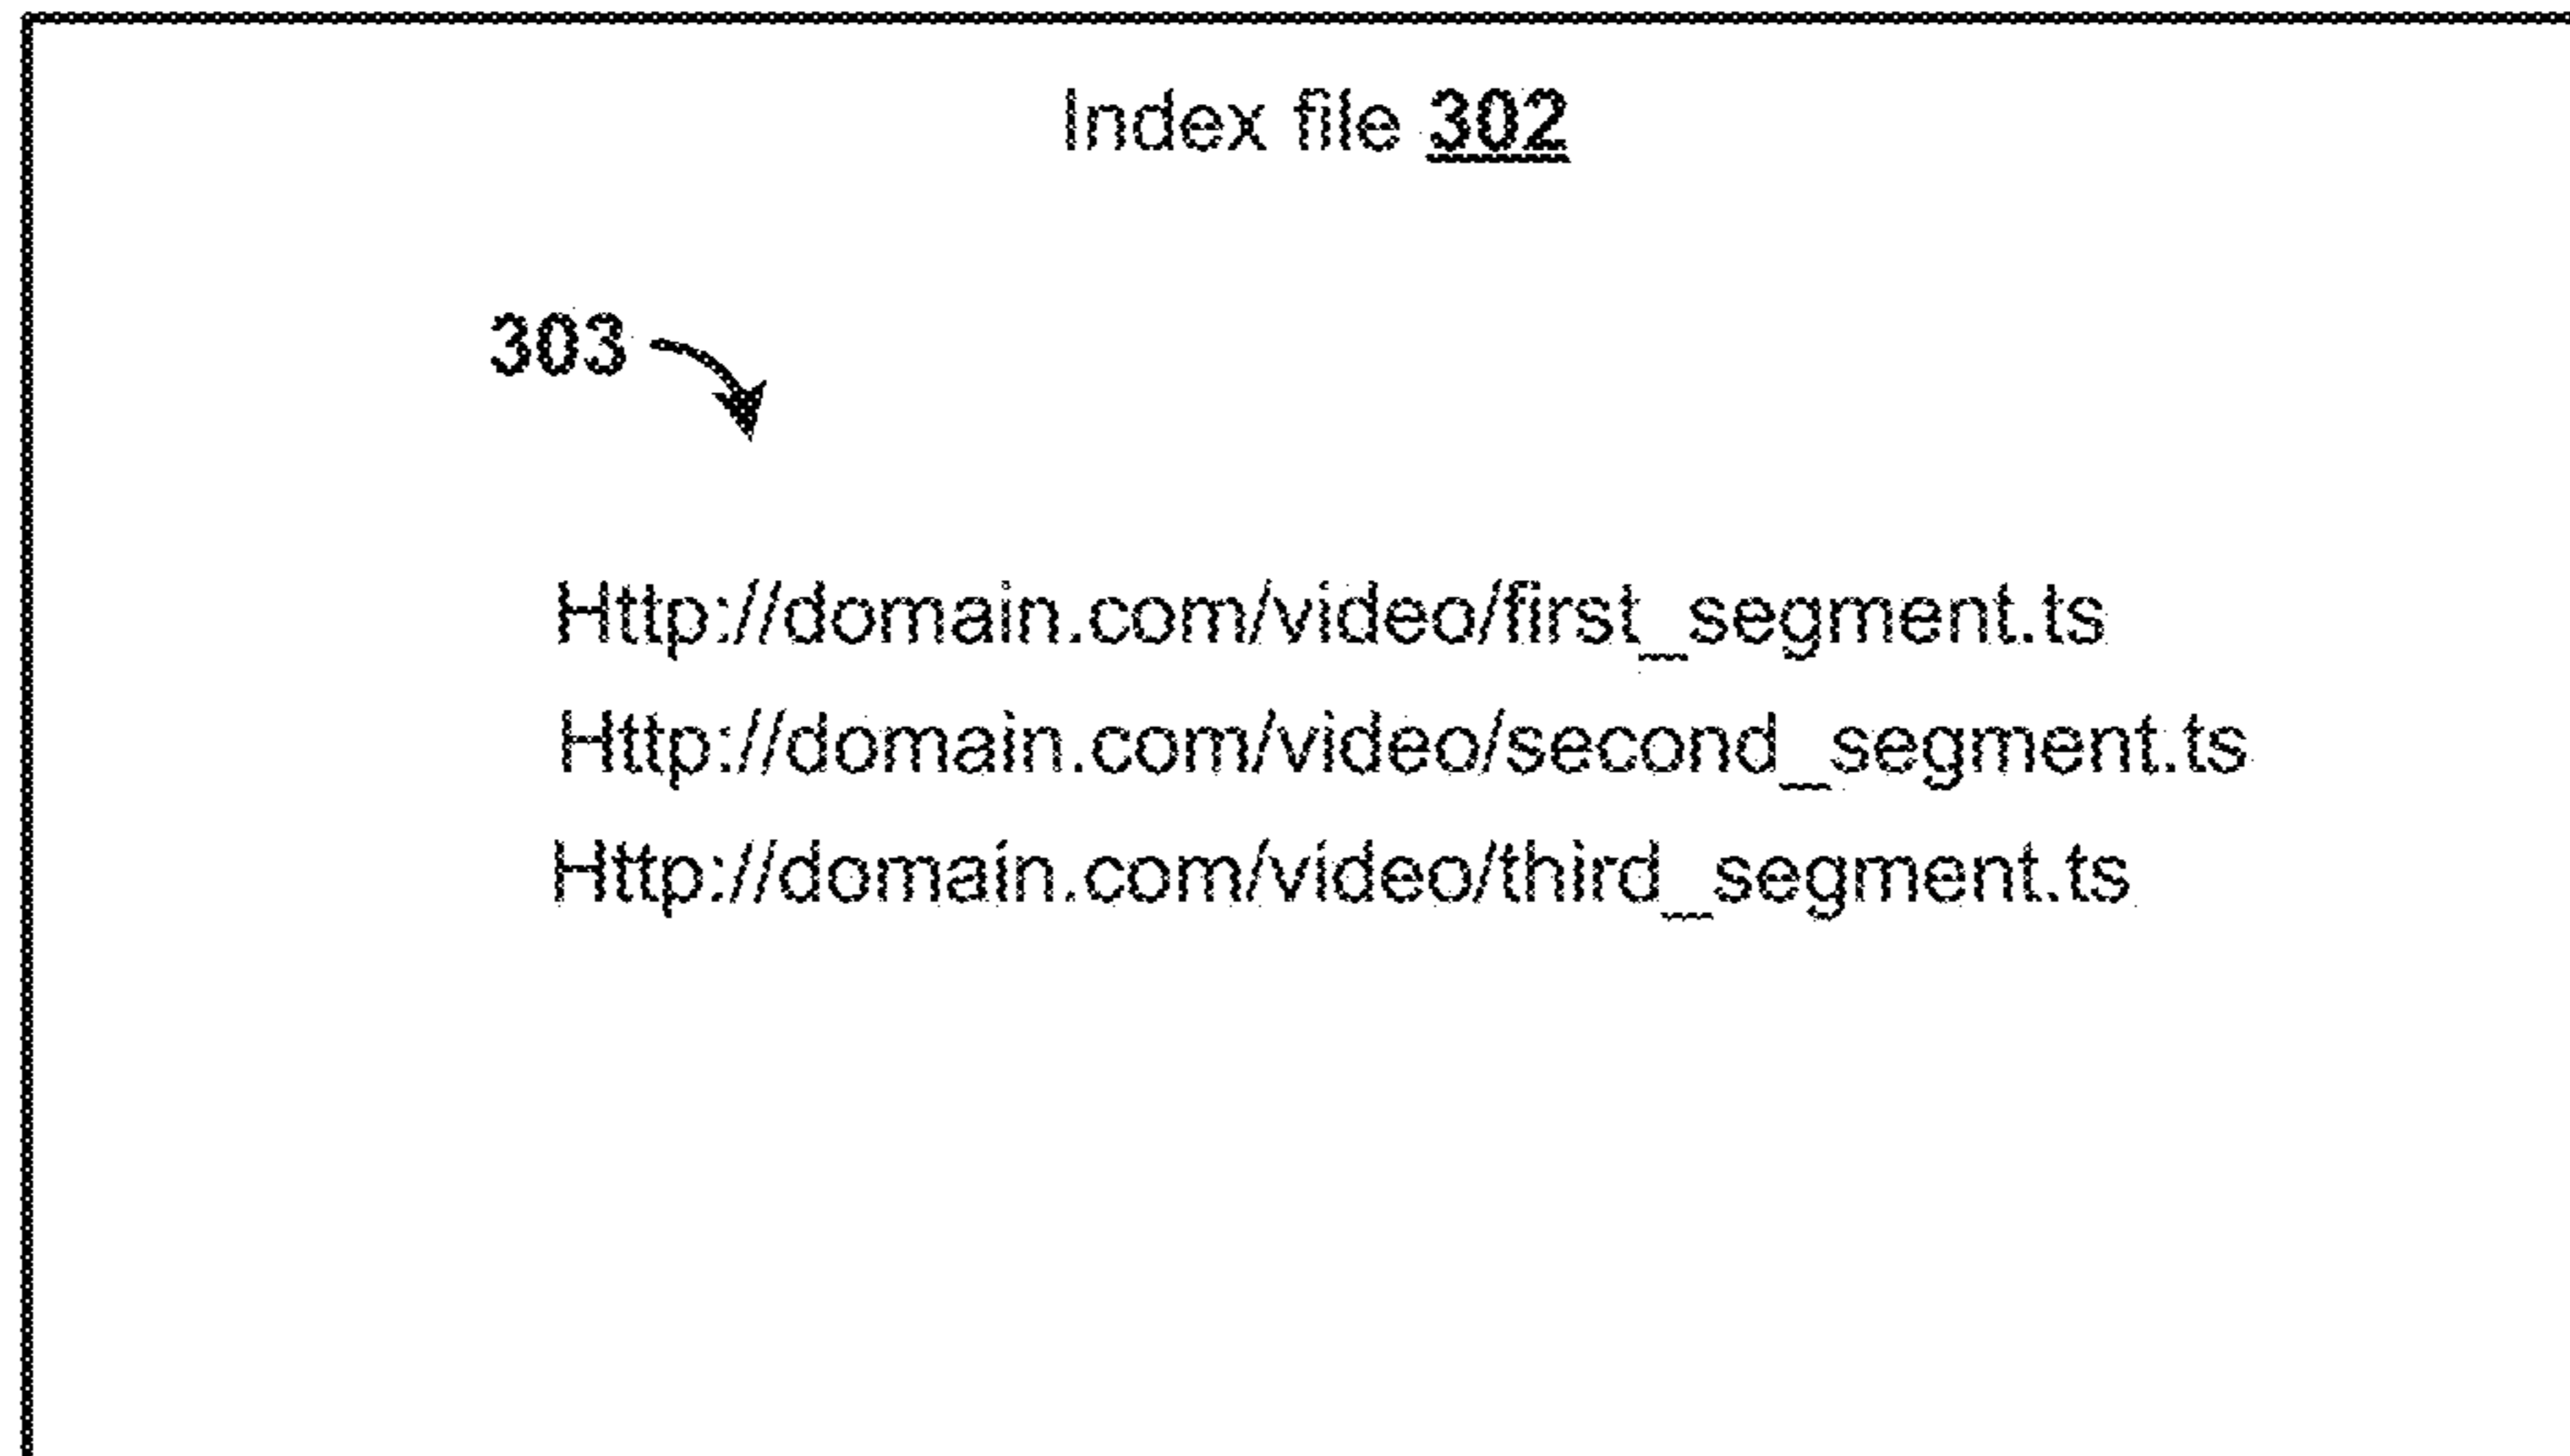 Index file 302
303
Http://domain.com/video/first_segment.ts
Http://domain.com/video/second_segment.ts
Http://domain.com/video/third_segment.ts